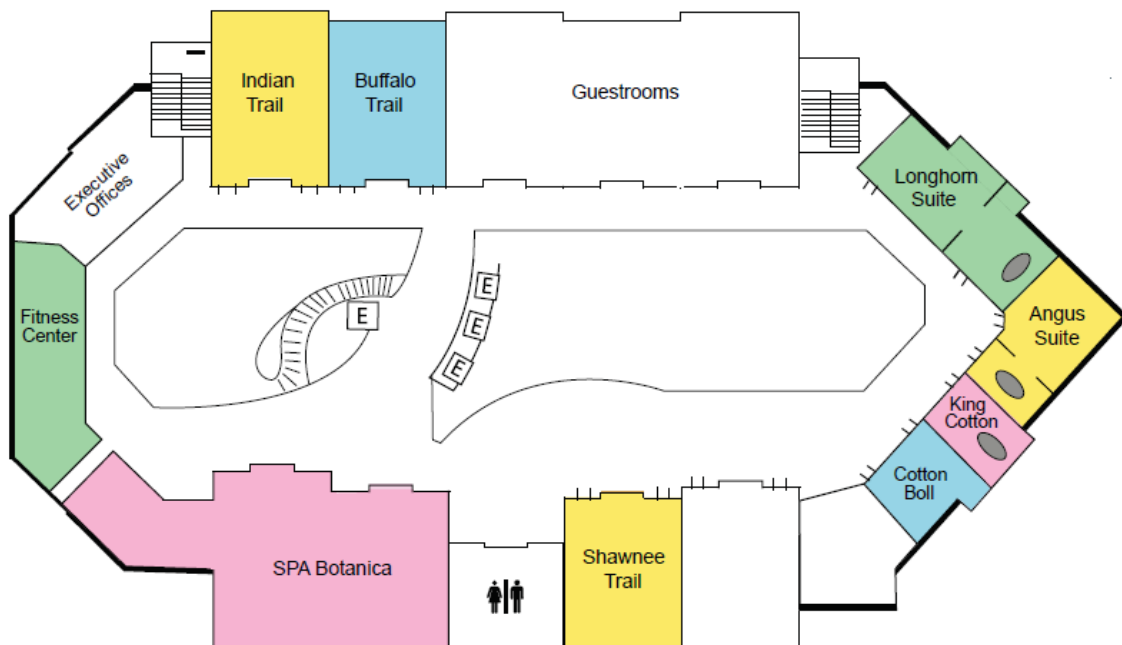 Indian
Trail
Buffalo
Trail
Guestrooms
Executive
Offices
Longhorn
Suite
Fitness
Center
E
E
E
E
Angus
Suite
King
Cotton
Cotton
Boll
SPA Botanica
Shawnee
Trail